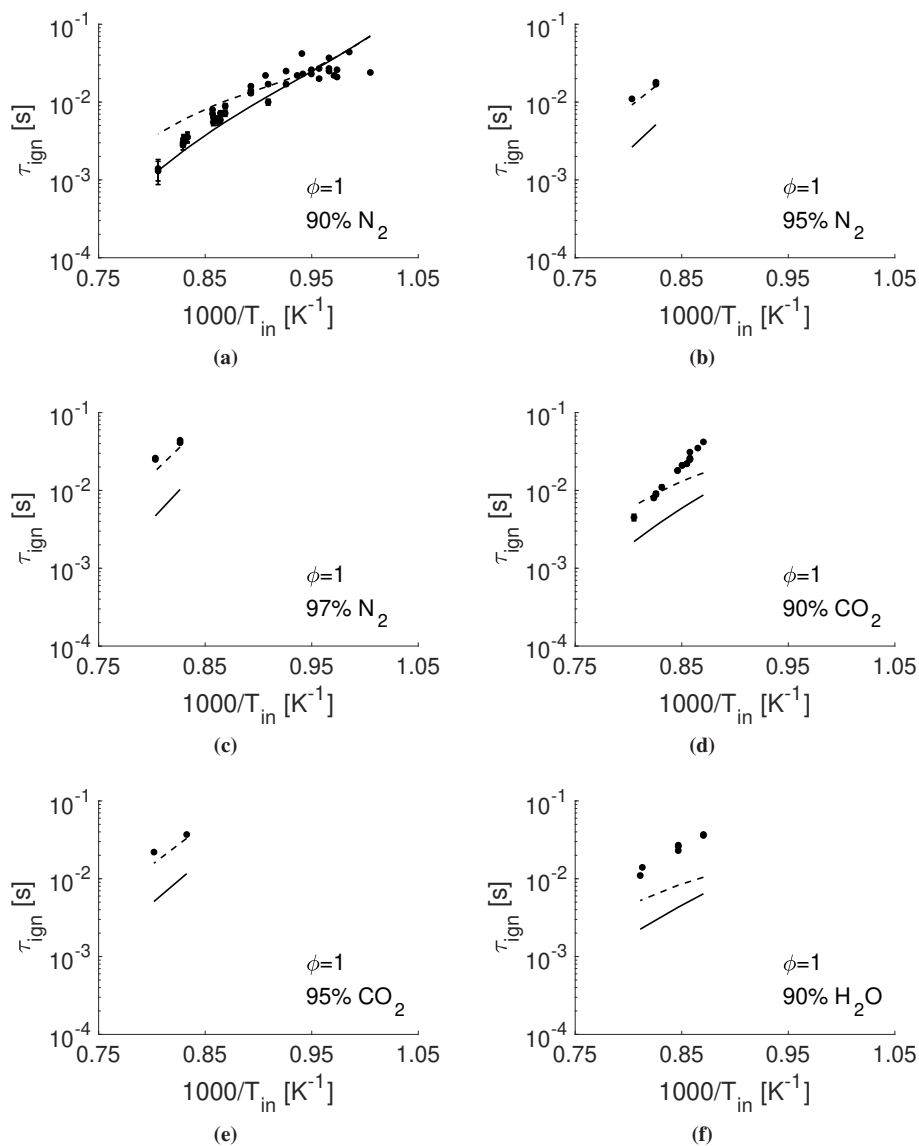 10^-1
10^-2
10^-3
10^-4
τ_ign [s]
φ=1
90% N_2
0.75 0.85 0.95 1.05
1000/T_in [K^-1]
(a)
10^-1
10^-2
10^-3
10^-4
τ_ign [s]
φ=1
95% N_2
0.75 0.85 0.95 1.05
1000/T_in [K^-1]
(b)
10^-1
10^-2
10^-3
10^-4
τ_ign [s]
φ=1
97% N_2
0.75 0.85 0.95 1.05
1000/T_in [K^-1]
(c)
10^-1
10^-2
10^-3
10^-4
τ_ign [s]
φ=1
90% CO_2
0.75 0.85 0.95 1.05
1000/T_in [K^-1]
(d)
10^-1
10^-2
10^-3
10^-4
τ_ign [s]
φ=1
95% CO_2
0.75 0.85 0.95 1.05
1000/T_in [K^-1]
(e)
10^-1
10^-2
10^-3
10^-4
τ_ign [s]
φ=1
90% H_2O
0.75 0.85 0.95 1.05
1000/T_in [K^-1]
(f)